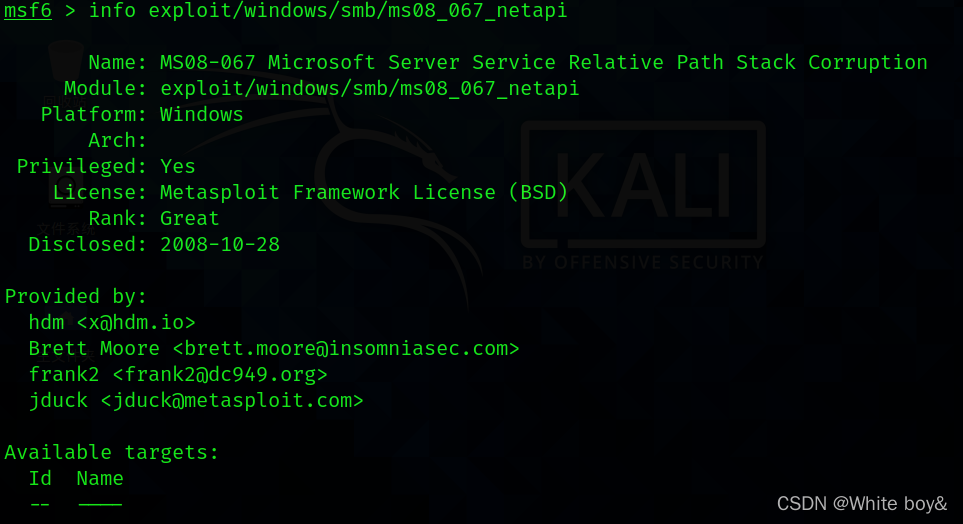 msf6 > info exploit/windows/smb/ms08_067_netapi
Name: MS08-067 Microsoft Server Service Relative Path Stack Corruption
Module: exploit/windows/smb/ms08_067_netapi
Platform: Windows
Arch:
Privileged: Yes
License: Metasploit Framework License (BSD)
Rank: Great
Disclosed: 2008-10-28
KALI
BY OFFENSIVE SECURITY
Provided by:
hdm <x@hdm.io>
Brett Moore <brett.moore@insomniasec.com>
frank2 <frank2@dc949.org>
jduck <jduck@metasploit.com>
Available targets:
Id  Name
--  ----
CSDN @White boy&